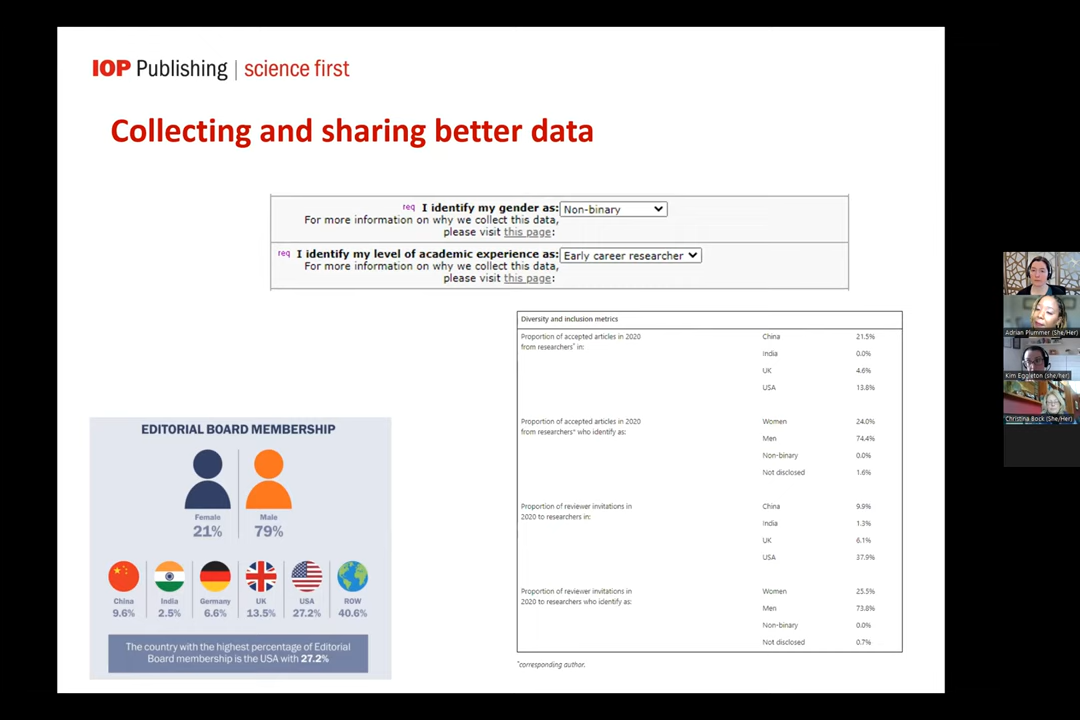 IOP Publishing | science first
Collecting and sharing better data
req I identify my gender as: Non-binary
For more information on why we collect this data,
please visit this page:
req I identify my level of academic experience as: Early career researcher
For more information on why we collect this data,
please visit this page:
Diversity and inclusion metrics
Proportion of accepted articles in 2020 China 21.5%
from researchers* in:
India 0.0%
UK 4.6%
USA 13.8%
Proportion of accepted articles in 2020 Women 24.0%
from researchers* who identify as:
Men 74.4%
Non-binary 0.0%
Not disclosed 1.6%
Proportion of reviewer invitations in China 9.9%
2020 to researchers in:
India 1.3%
UK 6.1%
USA 37.9%
Proportion of reviewer invitations in Women 25.5%
2020 to researchers who identify as:
Men 73.8%
Non-binary 0.0%
Not disclosed 0.7%
*corresponding author.
EDITORIAL BOARD MEMBERSHIP
Female Male
21% 79%
China India Germany UK USA ROW
9.6% 2.5% 6.6% 13.5% 27.2% 40.6%
The country with the highest percentage of Editorial
Board membership is the USA with 27.2%
Adrian Plummer (She/Her)
Kim Eggleton (she/her)
Christina Bock (She/Her)